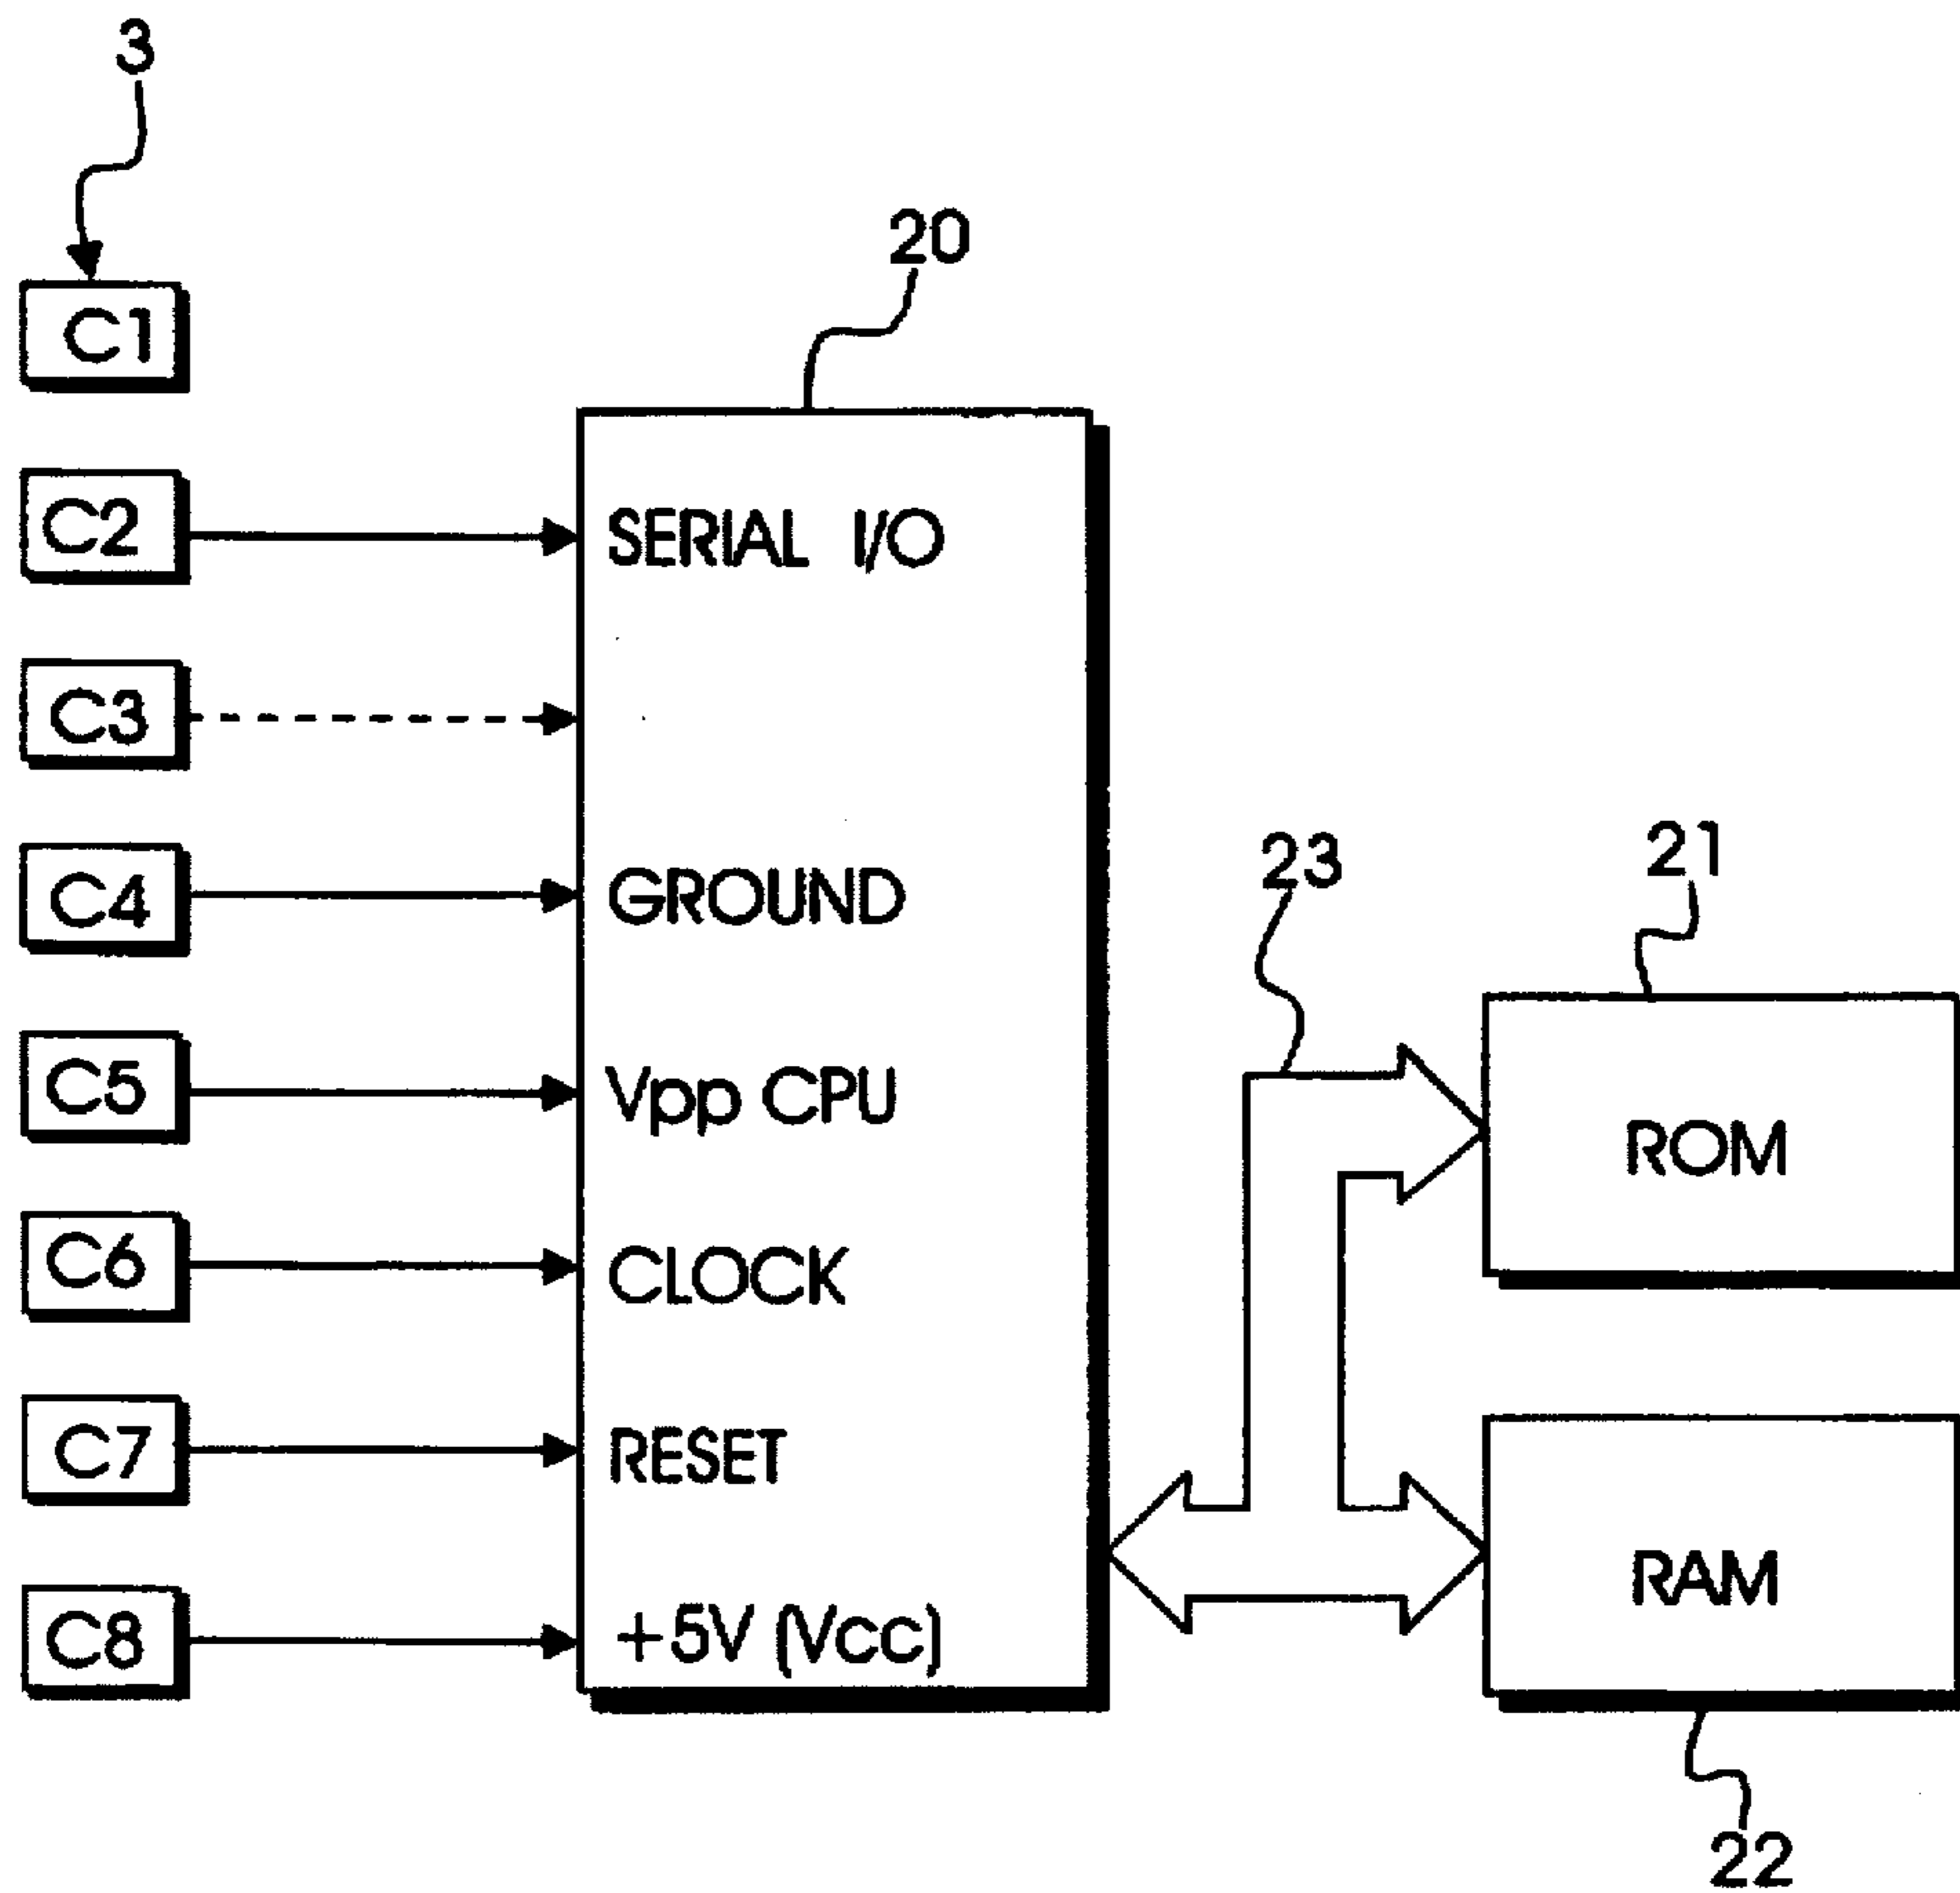 3
20
C1
C2
SERIAL I/O
C3
C4
GROUND
23
21
C5
Vpp CPU
ROM
C6
CLOCK
C7
RESET
RAM
C8
+5V (VCC)
22